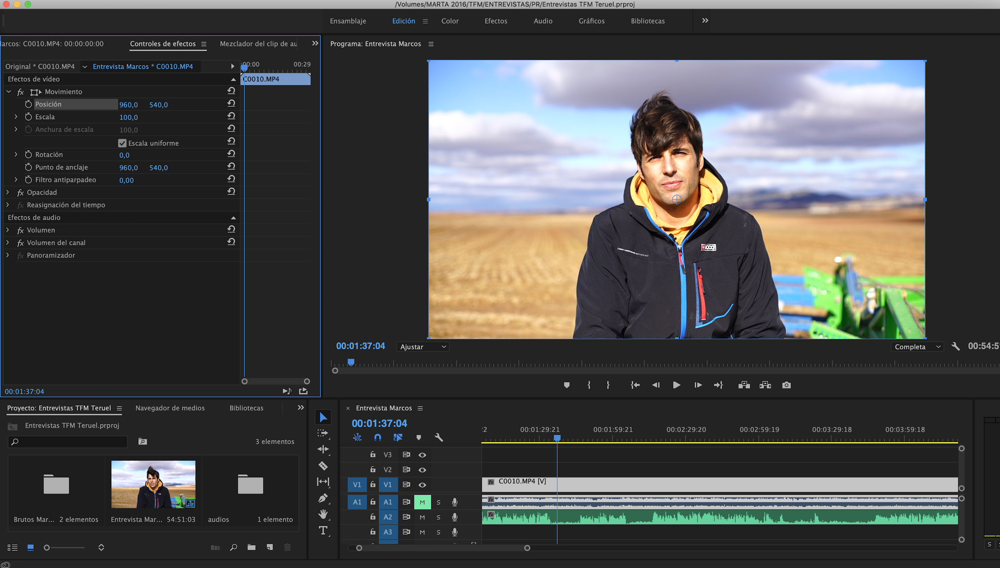 /Volumes/MARTA 2016/TFM/ENTREVISTAS/PR/Entrevistas TFM Teruel.prproj
Ensamblaje Edición Color Efectos Audio Gráficos Bibliotecas
arcos: C0010.MP4: 00:00:00:00 Controles de efectos Mezclador del clip de au
Programa: Entrevista Marcos
Original * C0010.MP4 Entrevista Marcos * C0010.MP4
:00:00 00:29
C0010.MP4
Efectos de vídeo
fx Movimiento
Posición 960,0 540,0
Escala 100,0
Anchura de escala 100,0
Escala uniforme
Rotación 0,0
Punto de anclaje 960,0 540,0
Filtro antiparpadeo 0,00
fx Opacidad
fx Reasignación del tiempo
Efectos de audio
fx Volumen
fx Volumen del canal
fx Panoramizador
00:01:37:04
EXPERIENCE
00:01:37:04 Ajustar Completa 00:54:5
Proyecto: Entrevistas TFM Teruel Navegador de medios Bibliotecas
Entrevistas TFM Teruel.prproj
3 elementos
Brutos Mar... 2 elementos
Entrevista Mar... 54:51:03
audios 1 elemento
Entrevista Marcos
00:01:37:04
:2 00:01:29:21 00:01:59:21 00:02:29:20 00:02:59:19 00:03:29:18 00:03:59:18
V3
V2
V1 V1 fx C0010.MP4 [V]
A1 A1 M S fx
A2 M S fx
A3 M S
S